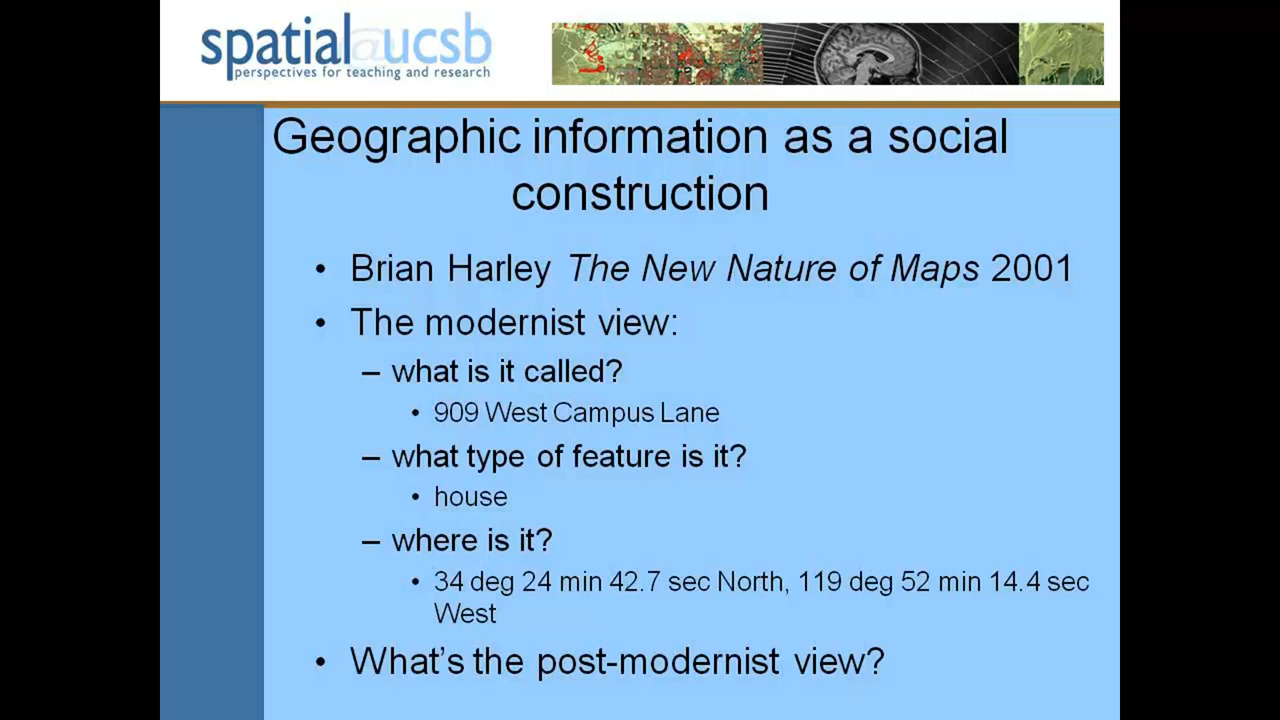 spatial@ucsb
perspectives for teaching and research
Geographic information as a social
construction
• Brian Harley The New Nature of Maps 2001
• The modernist view:
– what is it called?
• 909 West Campus Lane
– what type of feature is it?
• house
– where is it?
• 34 deg 24 min 42.7 sec North, 119 deg 52 min 14.4 sec
West
• What's the post-modernist view?